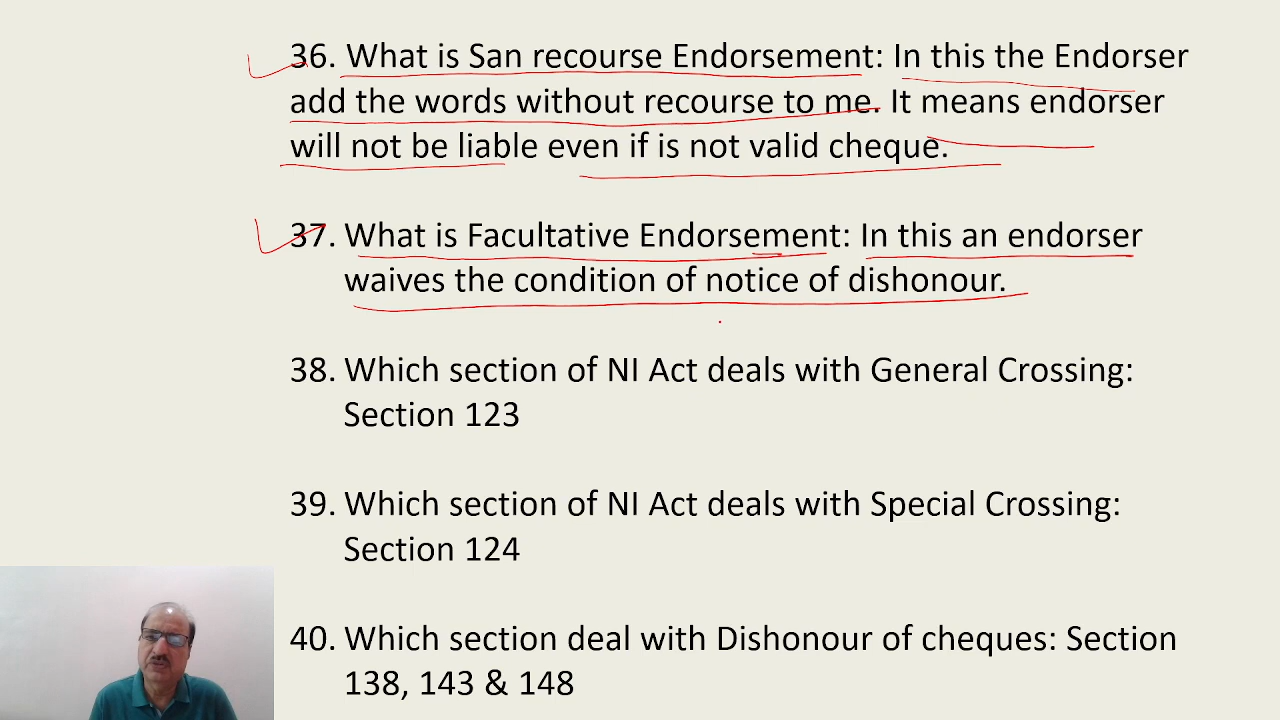 36. What is San recourse Endorsement: In this the Endorser
add the words without recourse to me. It means endorser
will not be liable even if is not valid cheque.
37. What is Facultative Endorsement: In this an endorser
waives the condition of notice of dishonour.
38. Which section of NI Act deals with General Crossing:
Section 123
39. Which section of NI Act deals with Special Crossing:
Section 124
40. Which section deal with Dishonour of cheques: Section
138, 143 & 148